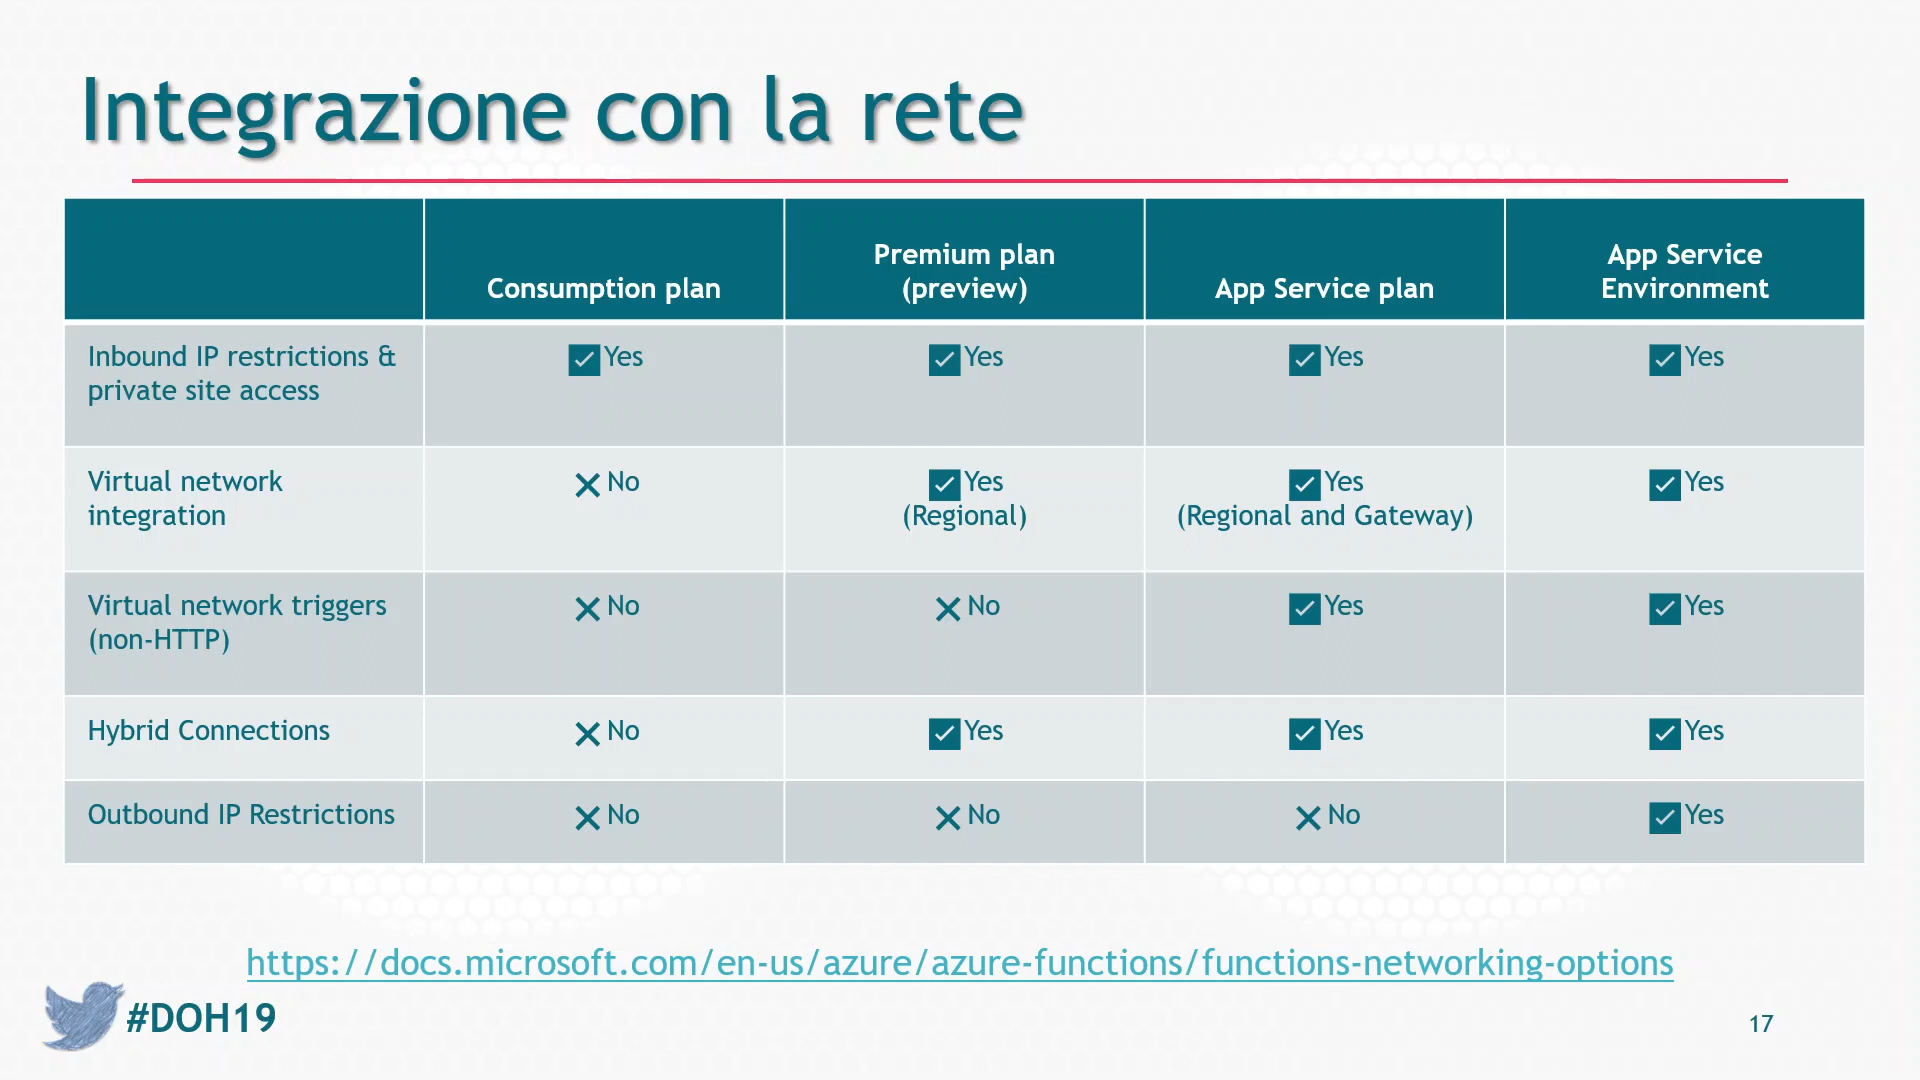 Integrazione con la rete
Consumption plan
Premium plan
(preview)
App Service plan
App Service
Environment
Inbound IP restrictions &
private site access
Yes
Yes
Yes
Yes
Virtual network
integration
No
Yes
(Regional)
Yes
(Regional and Gateway)
Yes
Virtual network triggers
(non-HTTP)
No
No
Yes
Yes
Hybrid Connections
No
Yes
Yes
Yes
Outbound IP Restrictions
No
No
No
Yes
https://docs.microsoft.com/en-us/azure/azure-functions/functions-networking-options
#DOH19
17